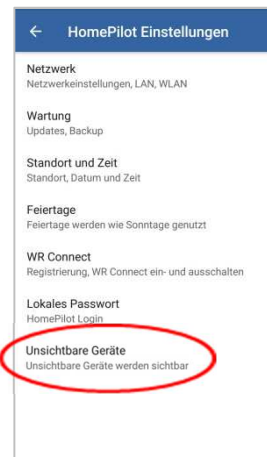 HomePilot Einstellungen
Netzwerk
Netzwerkeinstellungen, LAN, WLAN
Wartung
Updates, Backup
Standort und Zeit
Standort, Datum und Zeit
Feiertage
Feiertage werden wie Sonntage genutzt
WR Connect
Registrierung, WR Connect ein- und ausschalten
Lokales Passwort
HomePilot Login
Unsichtbare Geräte
Unsichtbare Geräte werden sichtbar